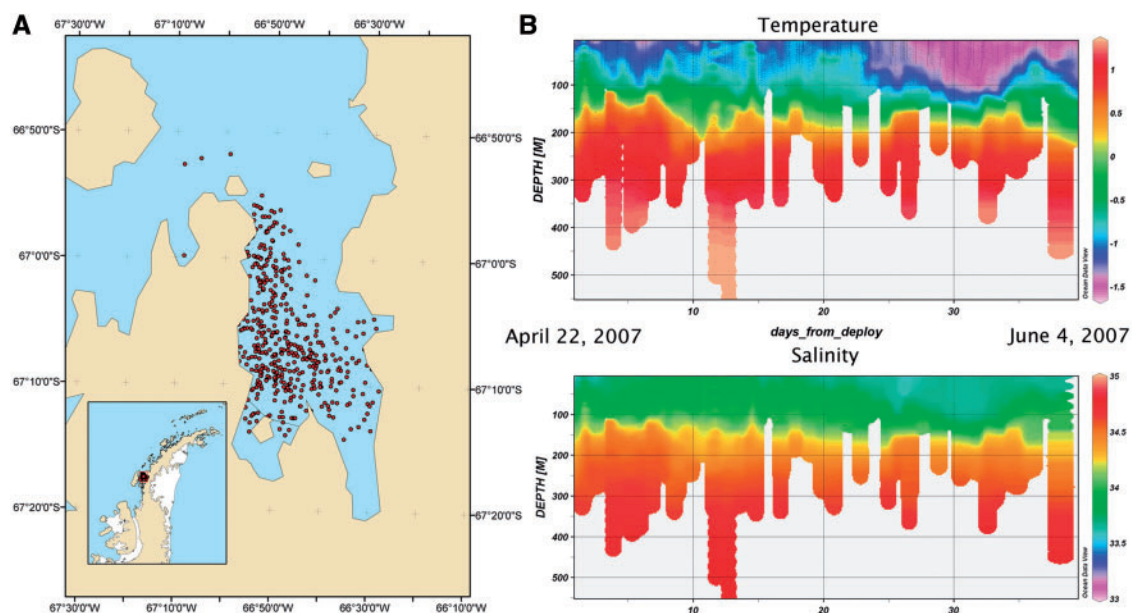 A
67°30'0"W 67°10'0"W 66°50'0"W 66°30'0"W
66°50'0"S 66°50'0"S
67°0'0"S 67°0'0"S
67°10'0"S 67°10'0"S
67°20'0"S 67°20'0"S
67°30'0"W 67°10'0"W 66°50'0"W 66°30'0"W
B
Temperature
DEPTH [M]
100
200
300
400
500
10 20 30
1
0.5
0
-0.5
-1
-1.5
Ocean Data View
April 22, 2007 days_from_deploy June 4, 2007
Salinity
DEPTH [M]
100
200
300
400
500
10 20 30
35
34.5
34
33.5
33
Ocean Data View